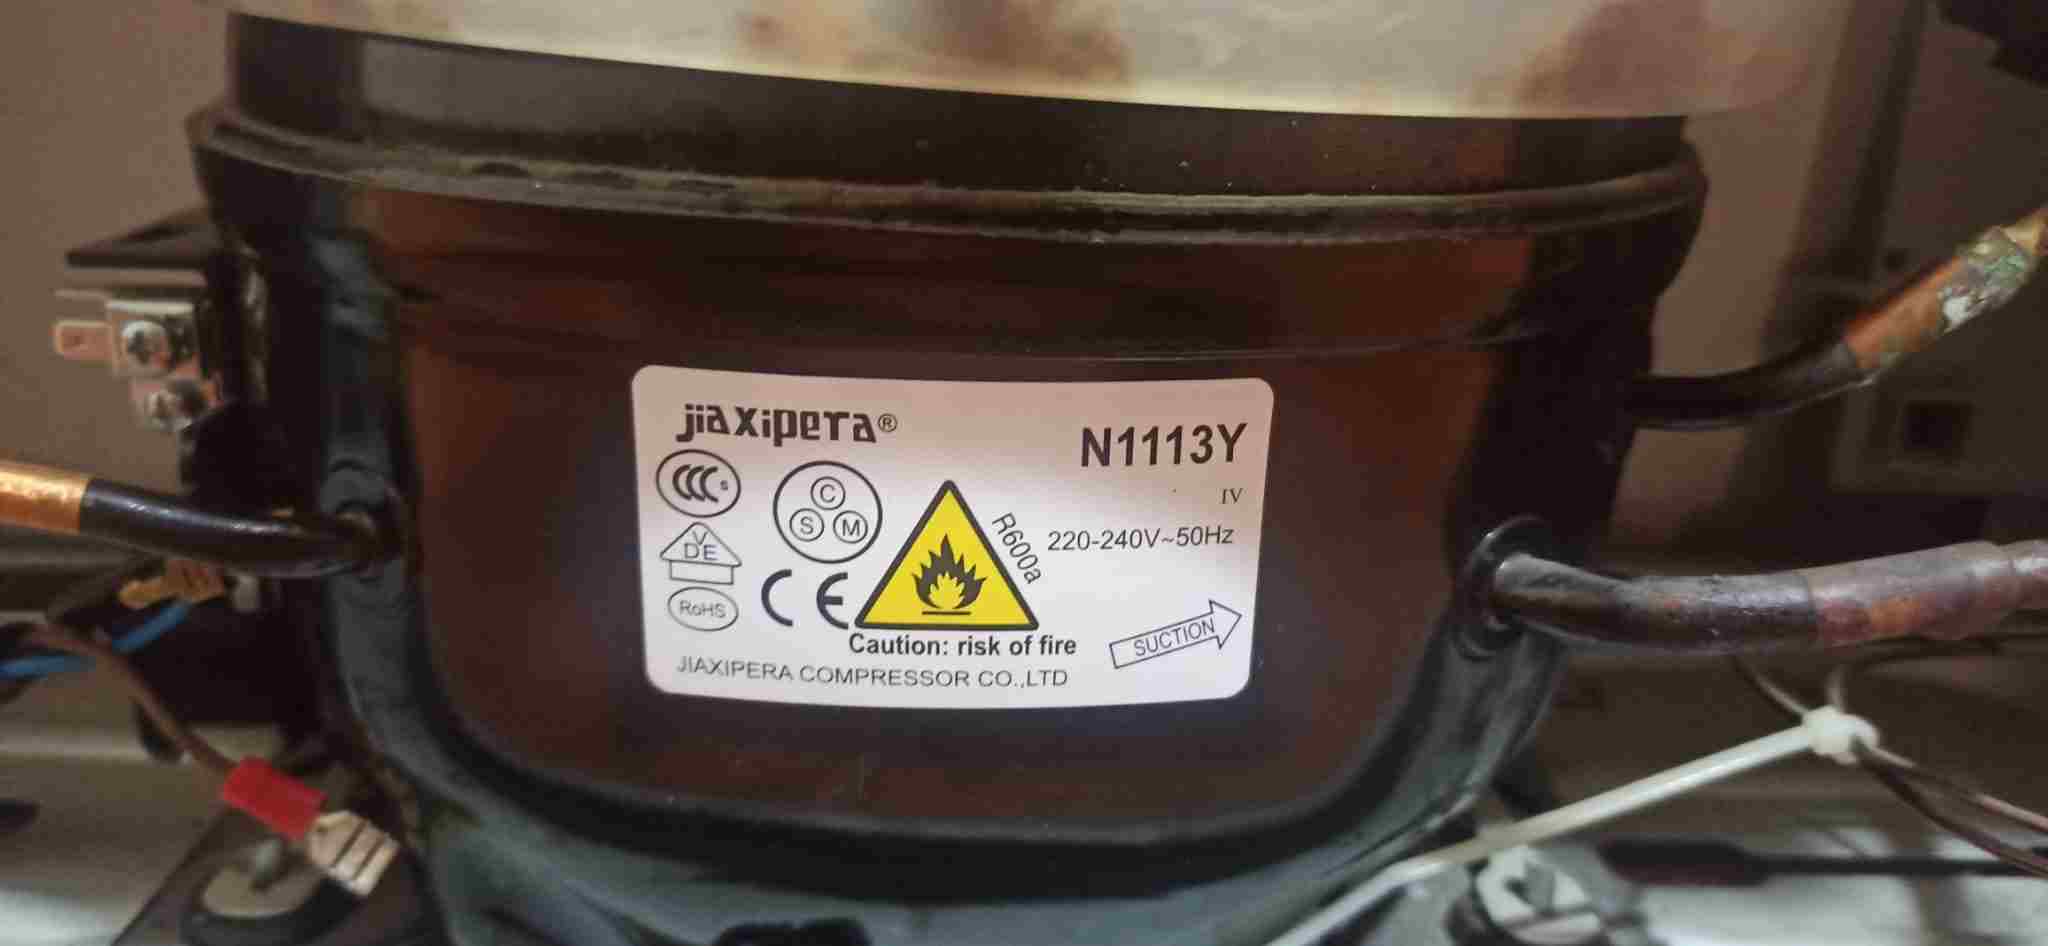 jiaxipera®
N1113Y
CCC S
IV
C
S M
VDE
R600a
220-240V~50Hz
RoHS
CE
Caution: risk of fire
SUCTION
JIAXIPERA COMPRESSOR CO.,LTD